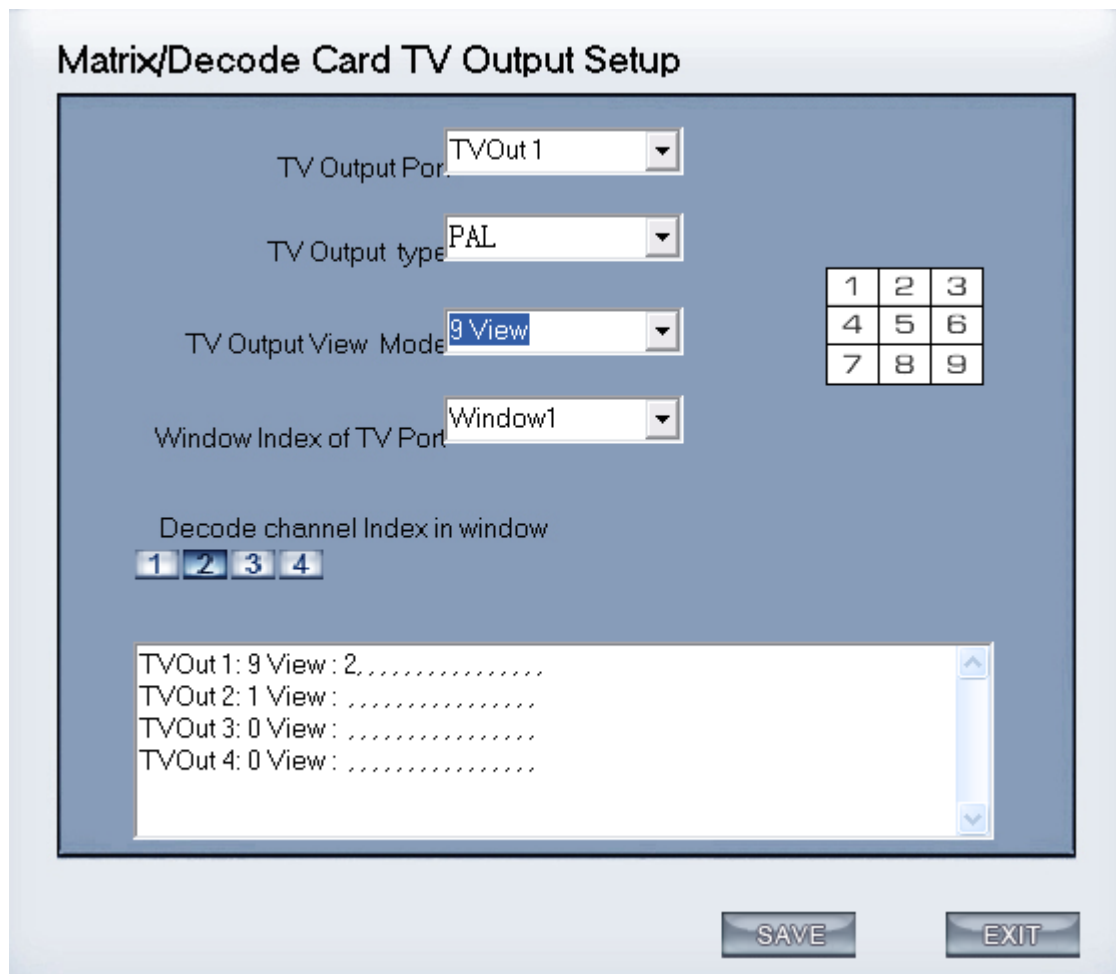 Matrix/Decode Card TV Output Setup
TV Output Por
TVOut 1
TV Output type
PAL
TV Output View Mode
9 View
1 2 3
4 5 6
7 8 9
Window Index of TV Port
Window1
Decode channel Index in window
1 2 3 4
TVOut 1: 9 View : 2, , , , , , , , , , , , , , , ,
TVOut 2: 1 View : , , , , , , , , , , , , , , , ,
TVOut 3: 0 View : , , , , , , , , , , , , , , , ,
TVOut 4: 0 View : , , , , , , , , , , , , , , , ,
SAVE EXIT